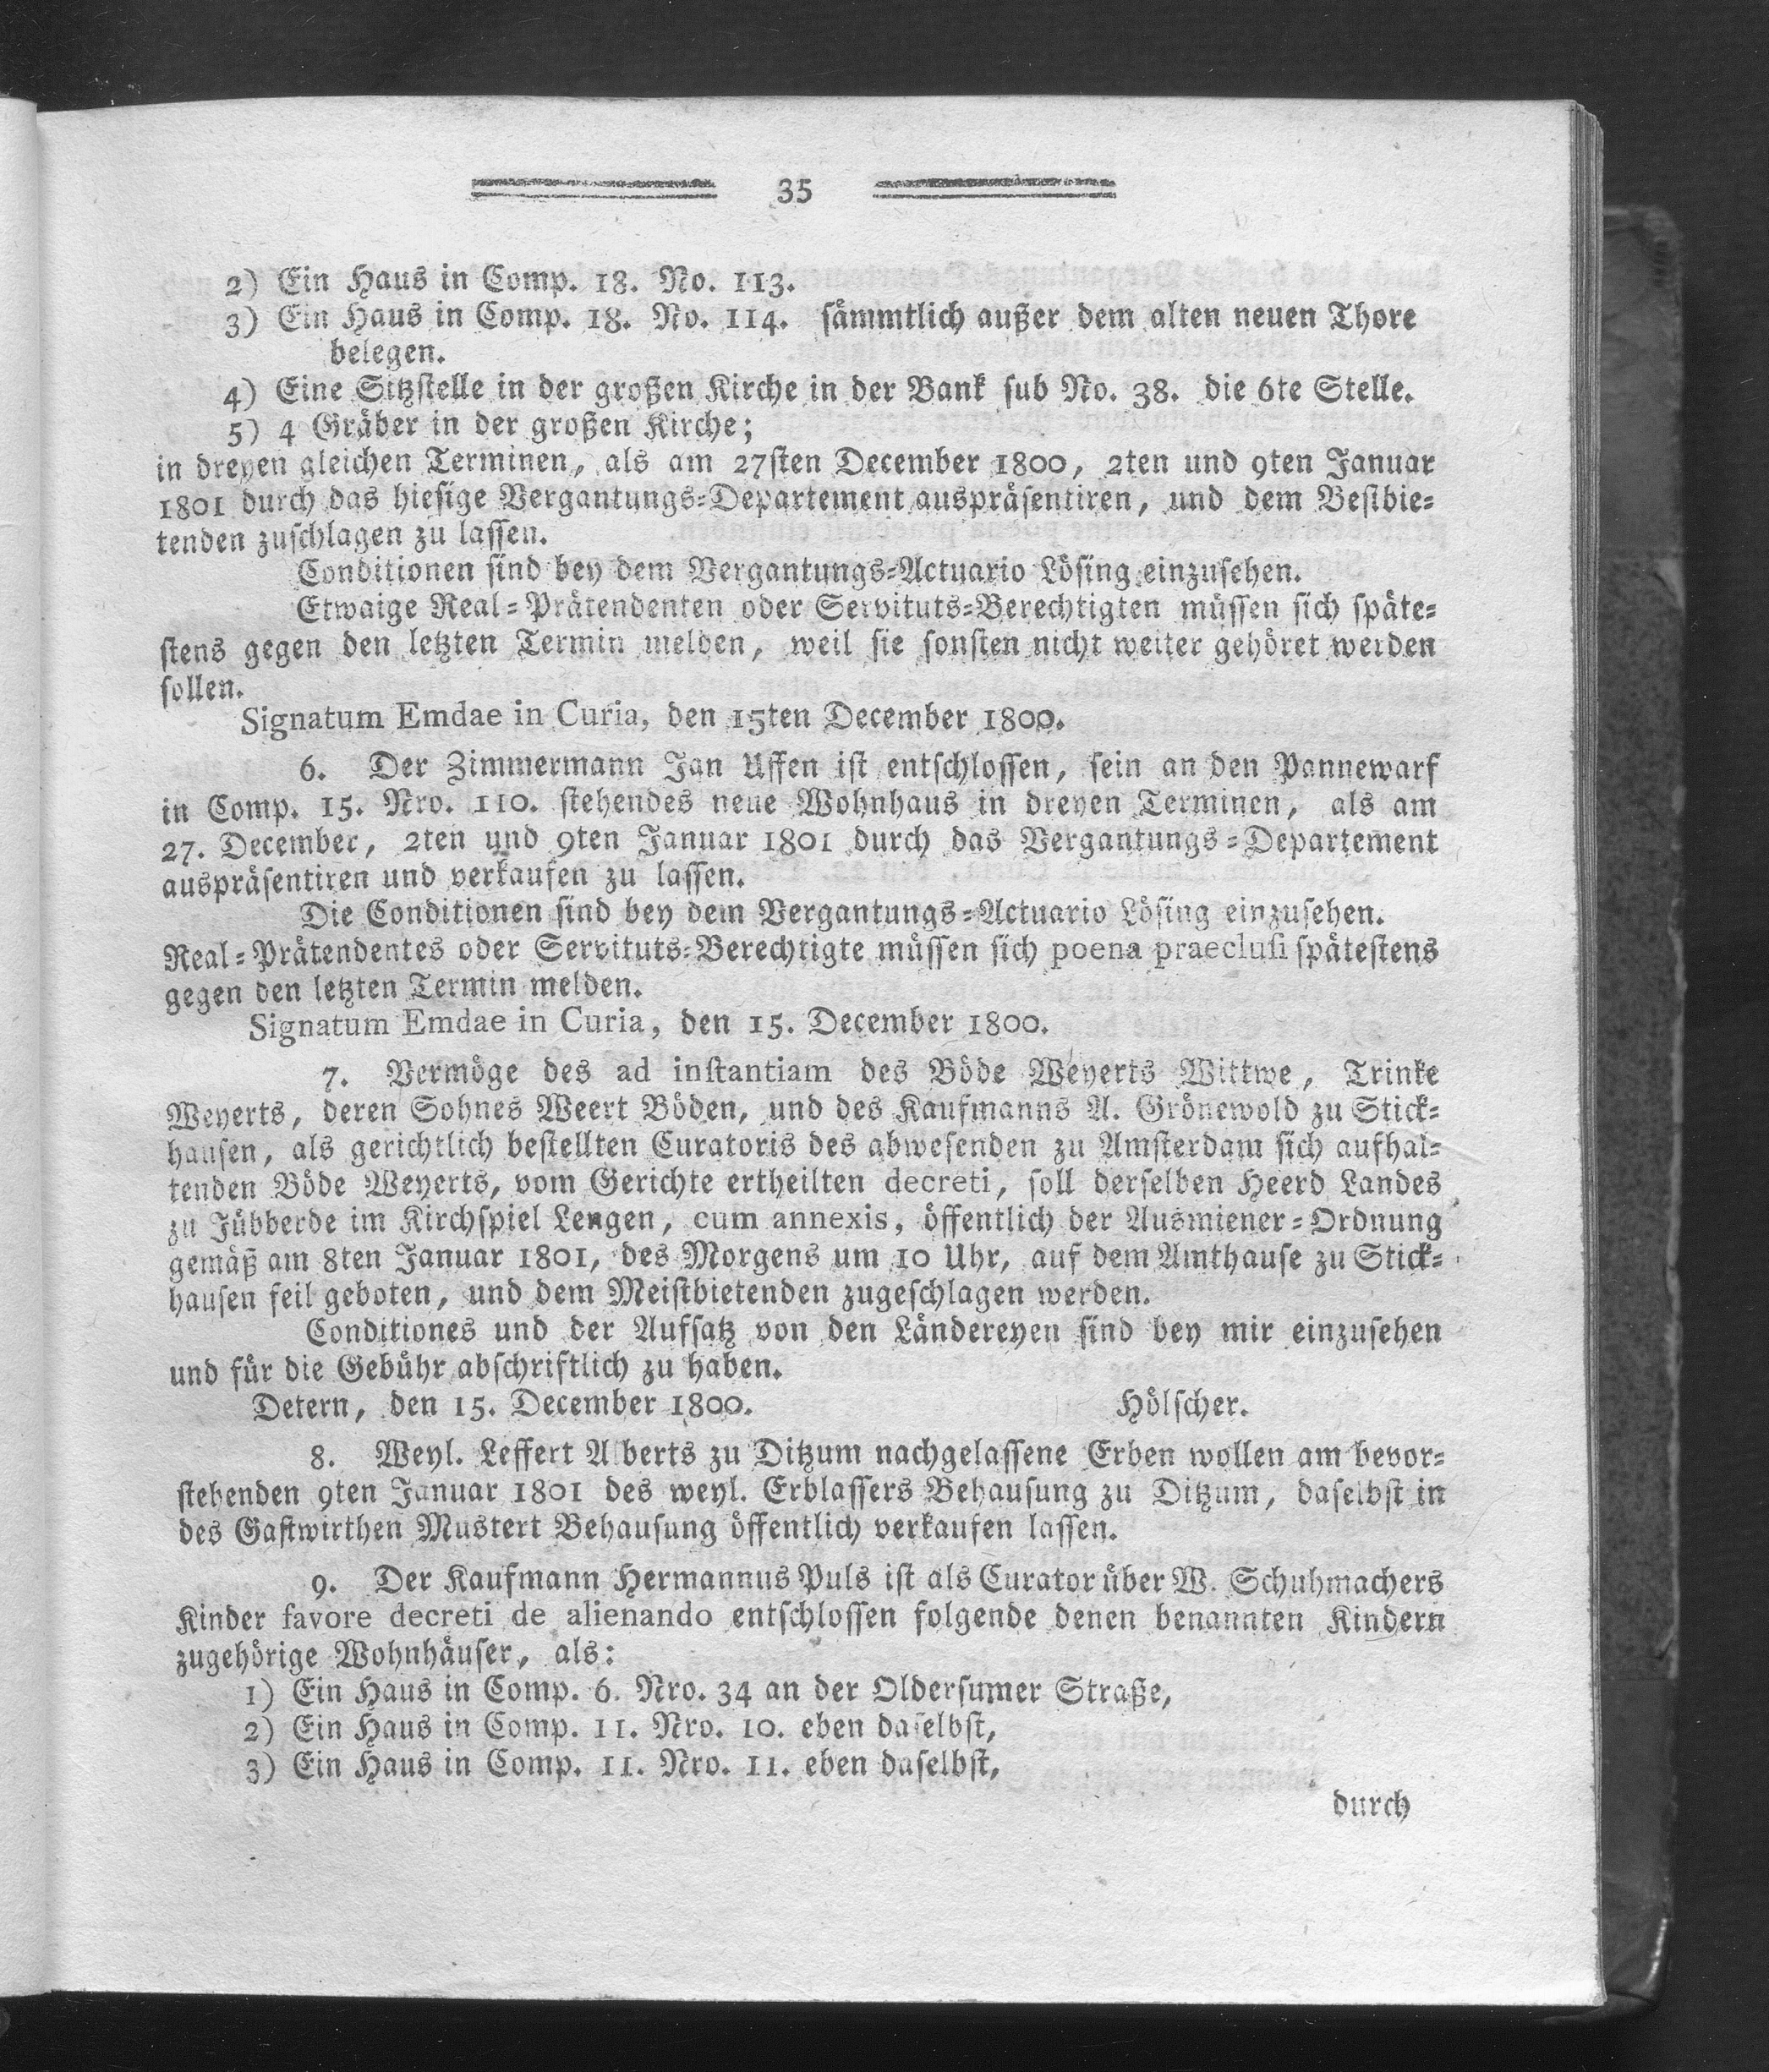 35
2) Ein Haus in Comp. 18. No. 113.
3) Ein Haus in Comp. 18. No. 114. sämmtlich außer dem alten neuen Thore
belegen.
4) Eine Sitzstelle in der großen Kirche in der Bank sub No. 38. die 6te Stelle.
5) 4 Gräber in der großen Kirche;
in dreyen gleichen Terminen, als am 27sten December 1800, 2ten und 9ten Januar
1801 durch das hiesige Vergantungs-Departement auspräsentiren, und dem Bestbie-
tenden zuschlagen zu lassen.
Conditionen sind bey dem Vergantungs-Actuario Lösing einzusehen.
Etwaige Real-Prätendenten oder Servituts-Berechtigten müssen sich späte-
stens gegen den letzten Termin melden, weil sie sonsten nicht weiter gehöret werden
sollen.
Signatum Emdae in Curia, den 15ten December 1800.
6. Der Zimmermann Jan Uffen ist entschlossen, sein an den Pannewarf
in Comp. 15. Nro. 110. stehendes neue Wohnhaus in dreyen Terminen, als am
27. December, 2ten und 9ten Januar 1801 durch das Vergantungs-Departement
auspräsentiren und verkaufen zu lassen.
Die Conditionen sind bey dem Vergantungs-Actuario Lösing einzusehen.
Real-Prätendentes oder Servituts-Berechtigte müssen sich poena praeclusi spätestens
gegen den letzten Termin melden.
Signatum Emdae in Curia, den 15. December 1800.
7. Vermöge des ad instantiam des Böde Weyerts Wittwe, Trinke
Weyerts, deren Sohnes Weert Böden, und des Kaufmanns A. Grönewold zu Stick-
hausen, als gerichtlich bestellten Curatoris des abwesenden zu Amsterdam sich aufhal-
tenden Böde Weyerts, vom Gerichte ertheilten decreti, soll derselben Heerd Landes
zu Jübberde im Kirchspiel Lengen, cum annexis, öffentlich der Ausmiener-Ordnung
gemäß am 8ten Januar 1801, des Morgens um 10 Uhr, auf dem Amthause zu Stick-
hausen feil geboten, und dem Meistbietenden zugeschlagen werden.
Conditiones und der Aufsatz von den Ländereyen sind bey mir einzusehen
und für die Gebühr abschriftlich zu haben.
Detern, den 15. December 1800. Hölscher.
8. Weyl. Leffert Alberts zu Ditzum nachgelassene Erben wollen am bevor-
stehenden 9ten Januar 1801 des weyl. Erblassers Behausung zu Ditzum, daselbst in
des Gastwirthen Mustert Behausung öffentlich verkaufen lassen.
9. Der Kaufmann Hermannus Puls ist als Curator über W. Schuhmachers
Kinder favore decreti de alienando entschlossen folgende denen benannten Kindern
zugehörige Wohnhäuser, als:
1) Ein Haus in Comp. 6. Nro. 34 an der Oldersumer Straße,
2) Ein Haus in Comp. 11. Nro. 10. eben daselbst,
3) Ein Haus in Comp. 11. Nro. 11. eben daselbst,
durch